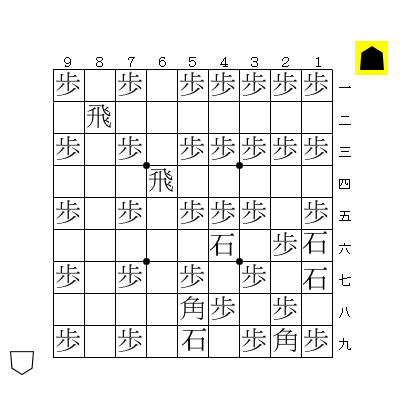 9 8 7 6 5 4 3 2 1
歩 歩 歩 歩 歩 歩 歩 一
飛 二
歩 歩 歩 歩 歩 歩 歩 三
飛 四
歩 歩 歩 歩 歩 歩 五
石 歩 石 六
歩 歩 歩 歩 石 七
角 歩 歩 八
歩 歩 石 歩 角 歩 九